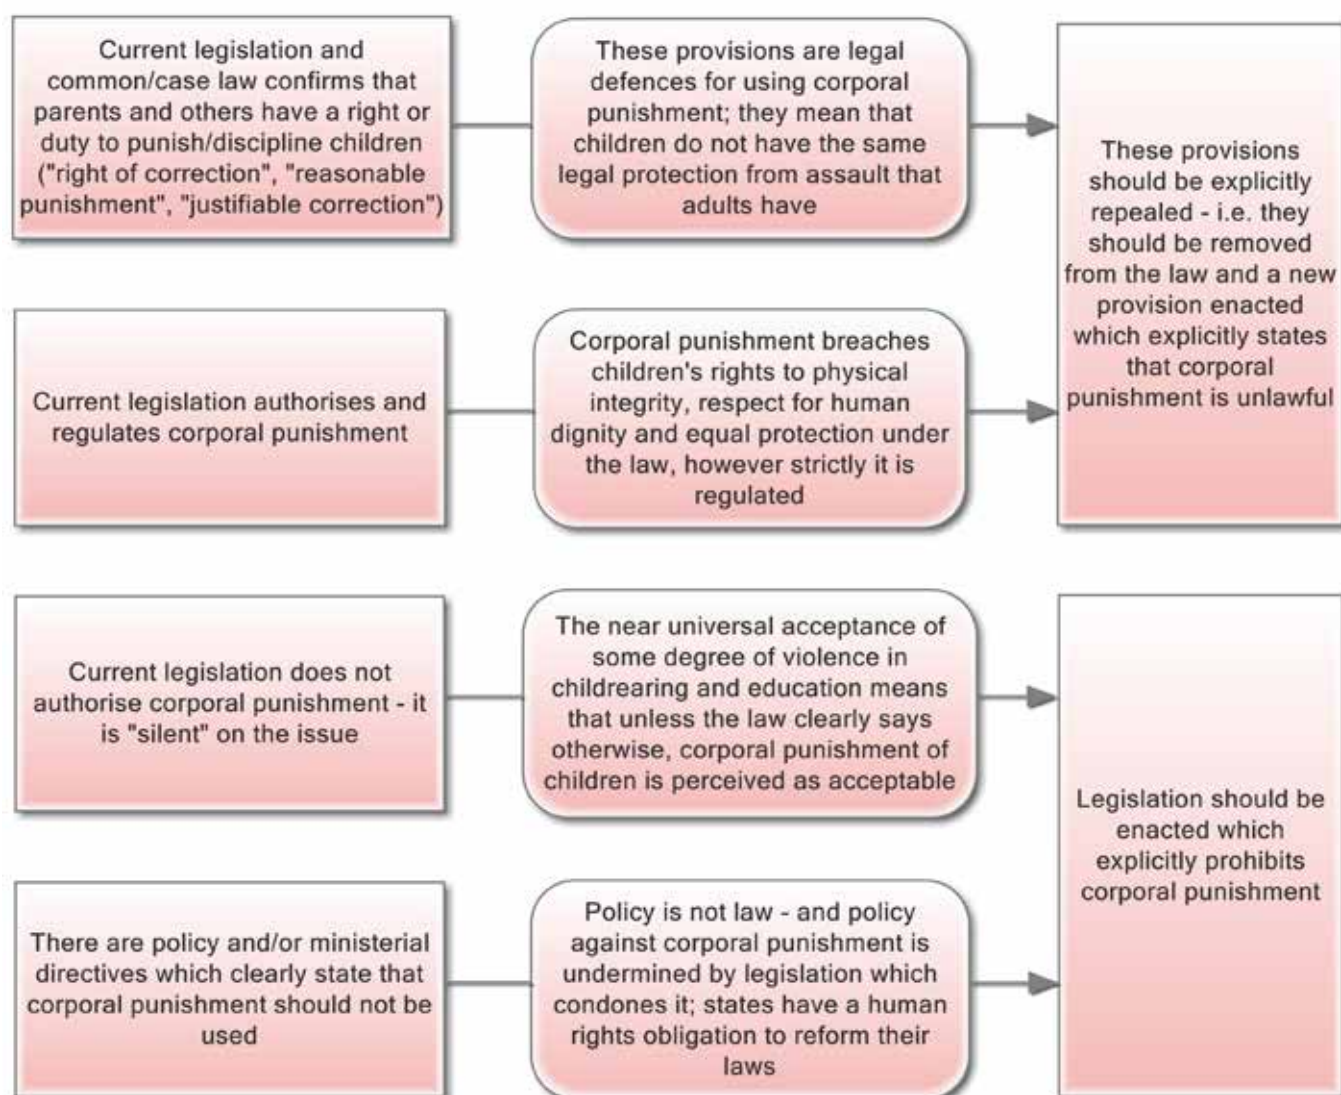 Current legislation and
common/case law confirms that
parents and others have a right or
duty to punish/discipline children
("right of correction", "reasonable
punishment", "justifiable correction")
These provisions are legal
defences for using corporal
punishment; they mean that
children do not have the same
legal protection from assault that
adults have
These provisions
should be explicitly
repealed - i.e. they
should be removed
from the law and a new
provision enacted
which explicitly states
that corporal
punishment is unlawful
Current legislation authorises and
regulates corporal punishment
Corporal punishment breaches
children's rights to physical
integrity, respect for human
dignity and equal protection under
the law, however strictly it is
regulated
Current legislation does not
authorise corporal punishment - it
is "silent" on the issue
The near universal acceptance of
some degree of violence in
childrearing and education means
that unless the law clearly says
otherwise, corporal punishment of
children is perceived as acceptable
Legislation should be
enacted which
explicitly prohibits
corporal punishment
There are policy and/or ministerial
directives which clearly state that
corporal punishment should not be
used
Policy is not law - and policy
against corporal punishment is
undermined by legislation which
condones it; states have a human
rights obligation to reform their
laws